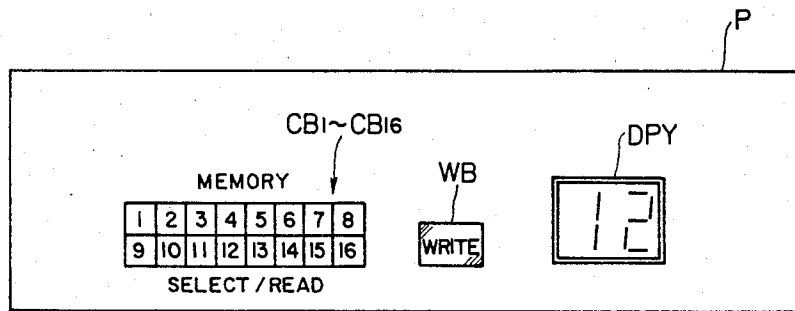 P
CB1~CB16
DPY
MEMORY
WB
1 2 3 4 5 6 7 8
9 10 11 12 13 14 15 16
WRITE
12
SELECT/READ